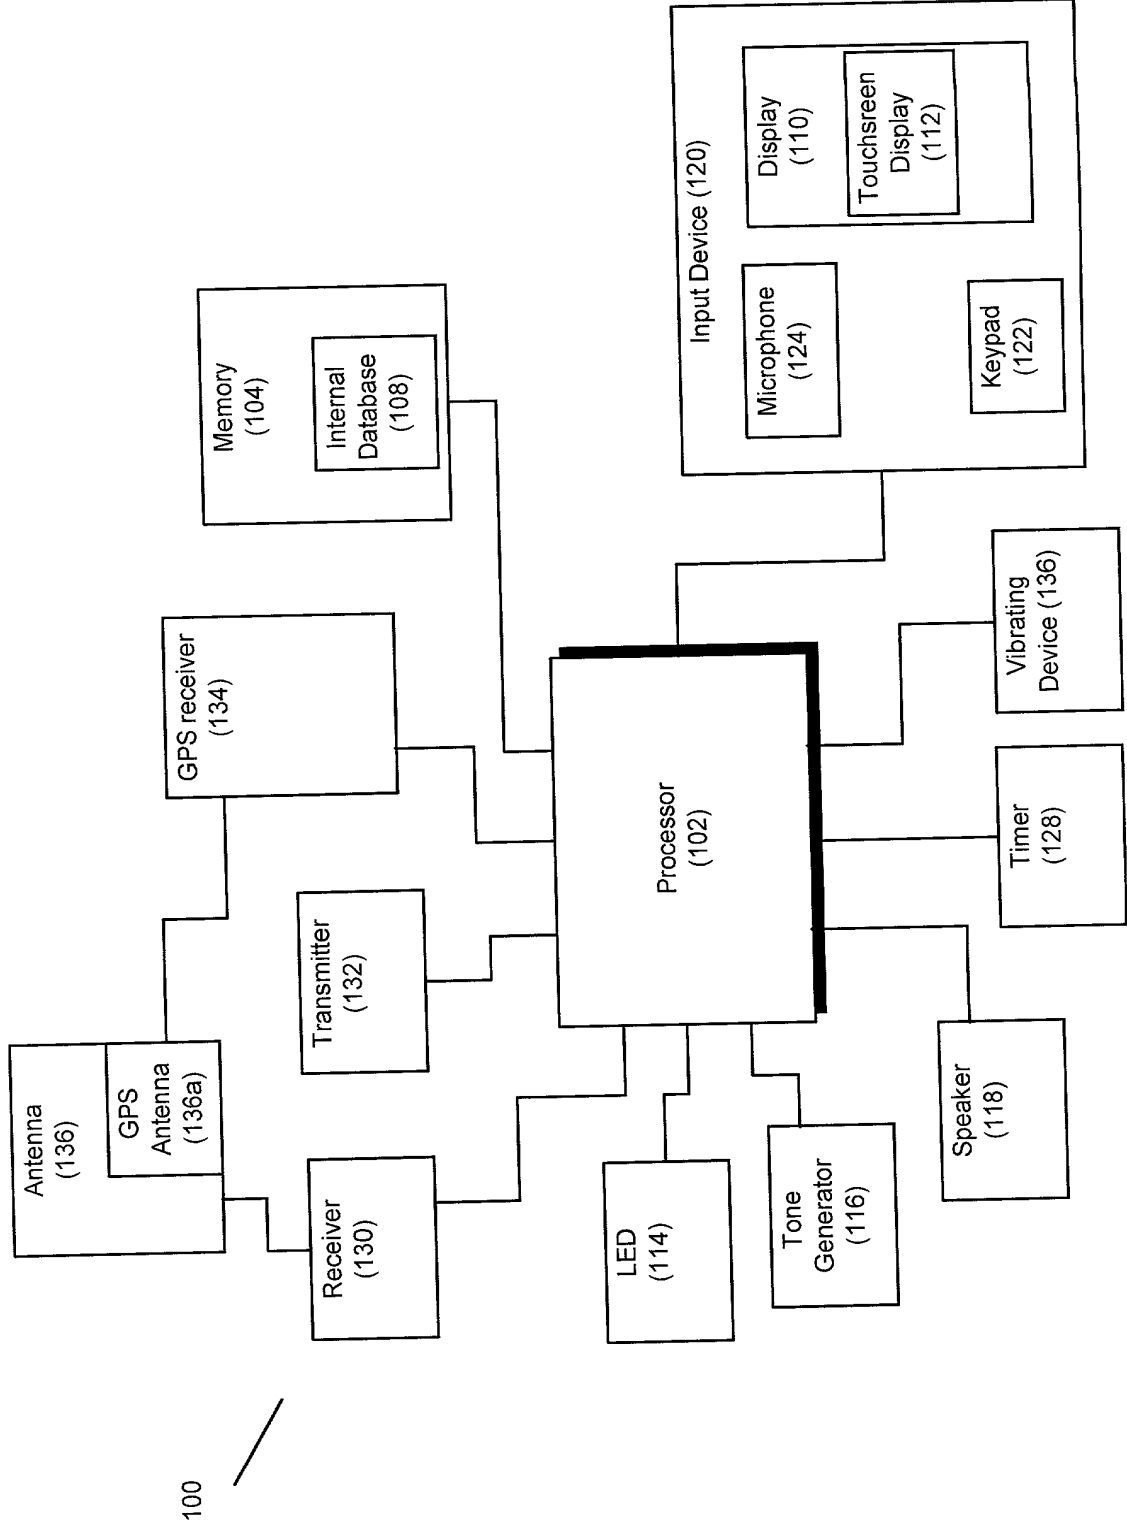 100
Antenna
(136)
GPS
Antenna
(136a)
GPS receiver
(134)
Memory
(104)
Internal
Database
(108)
Receiver
(130)
Transmitter
(132)
LED
(114)
Processor
(102)
Input Device (120)
Display
(110)
Touchsreen
Display
(112)
Microphone
(124)
Keypad
(122)
Tone
Generator
(116)
Speaker
(118)
Timer
(128)
Vibrating
Device (136)